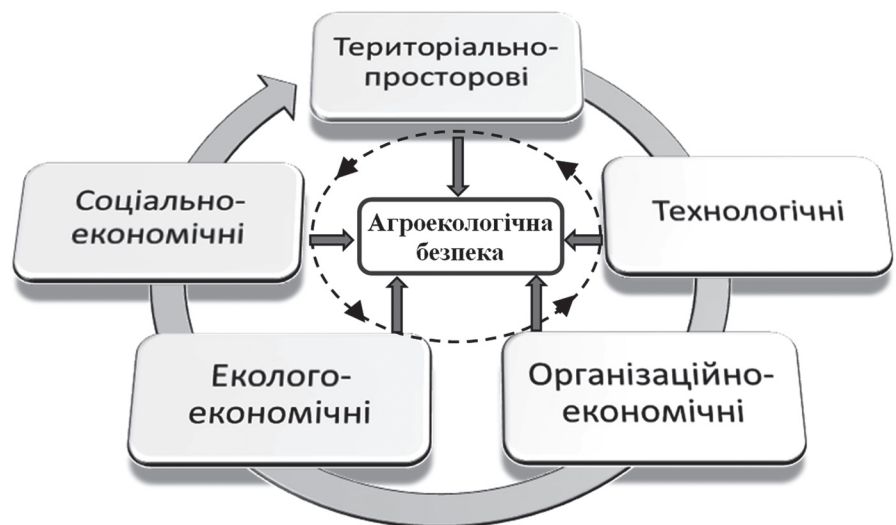 Територіально-
просторові
Соціально-
економічні
Агроекологічна
безпека
Технологічні
Еколого-
економічні
Організаційно-
економічні